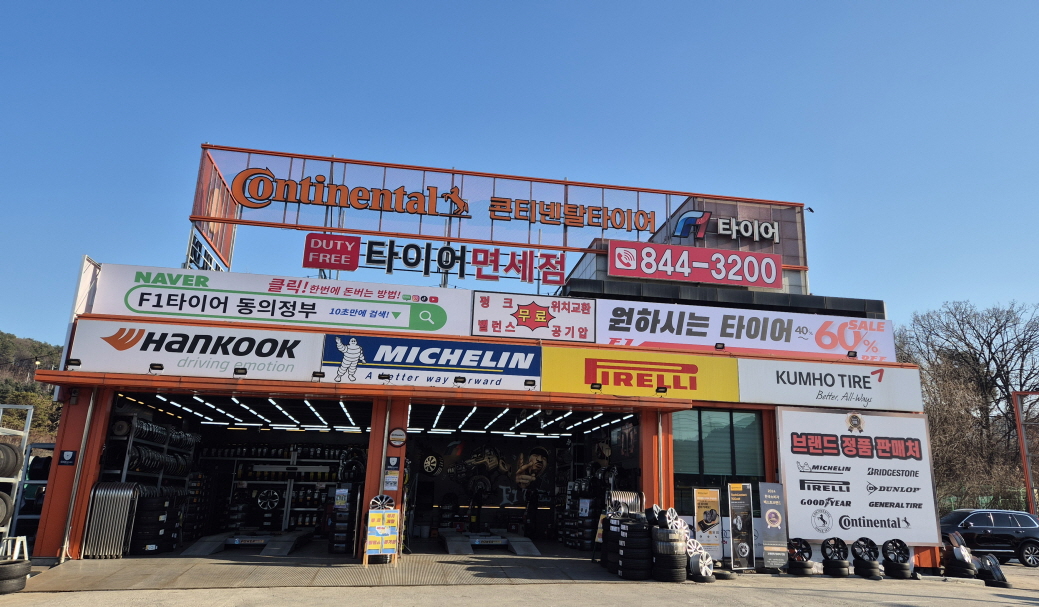 Continental 콘티넨탈타이어 F1 타이어
DUTY FREE 타이어면세점 844-3200
NAVER 클릭! 한번에 돈버는 방법!
F1타이어 동의정부 10초만에 검색!
펑크 무료 위치교환
밸런스 공기압
원하시는 타이어 40%~60% SALE
HANKOOK
driving emotion
MICHELIN
A better way forward
PIRELLI
KUMHO TIRE
Better, All-Ways
브랜드 정품 판매처
MICHELIN BRIDGESTONE
PIRELLI DUNLOP
GOODYEAR GENERAL TIRE
Continental